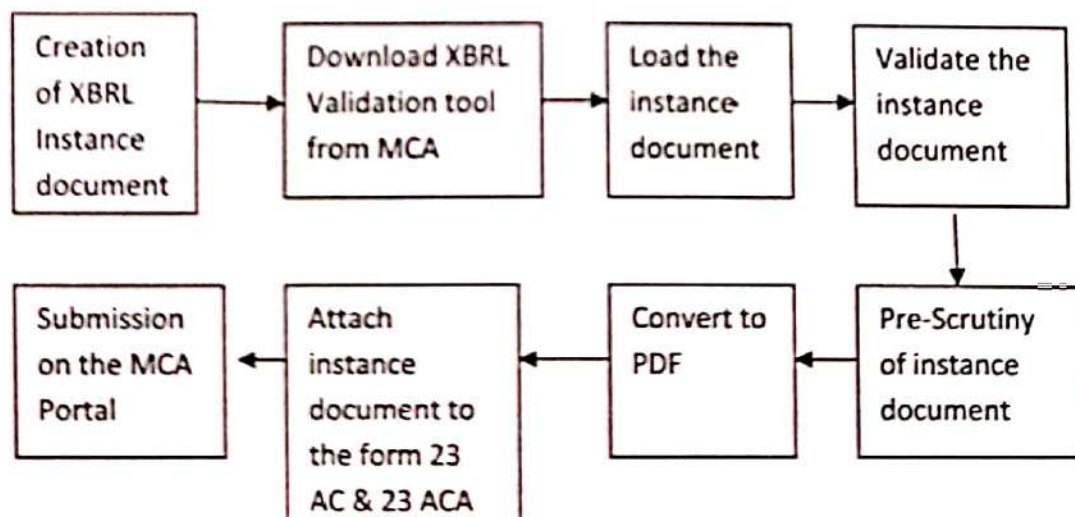 Creation
of XBRL
Instance
document
Download XBRL
Validation tool
from MCA
Load the
instance
document
Validate the
instance
document
Pre-Scrutiny
of instance
document
Convert to
PDF
Attach
instance
document to
the form 23
AC & 23 ACA
Submission
on the MCA
Portal